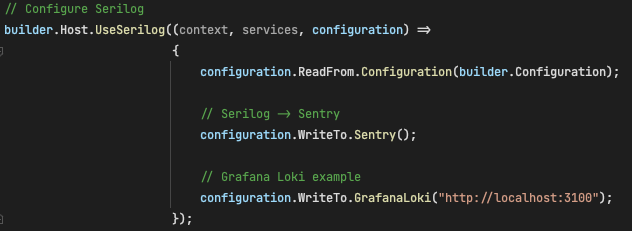 // Configure Serilog
builder.Host.UseSerilog((context, services, configuration) =>
{
configuration.ReadFrom.Configuration(builder.Configuration);
// Serilog -> Sentry
configuration.WriteTo.Sentry();
// Grafana Loki example
configuration.WriteTo.GrafanaLoki("http://localhost:3100");
});